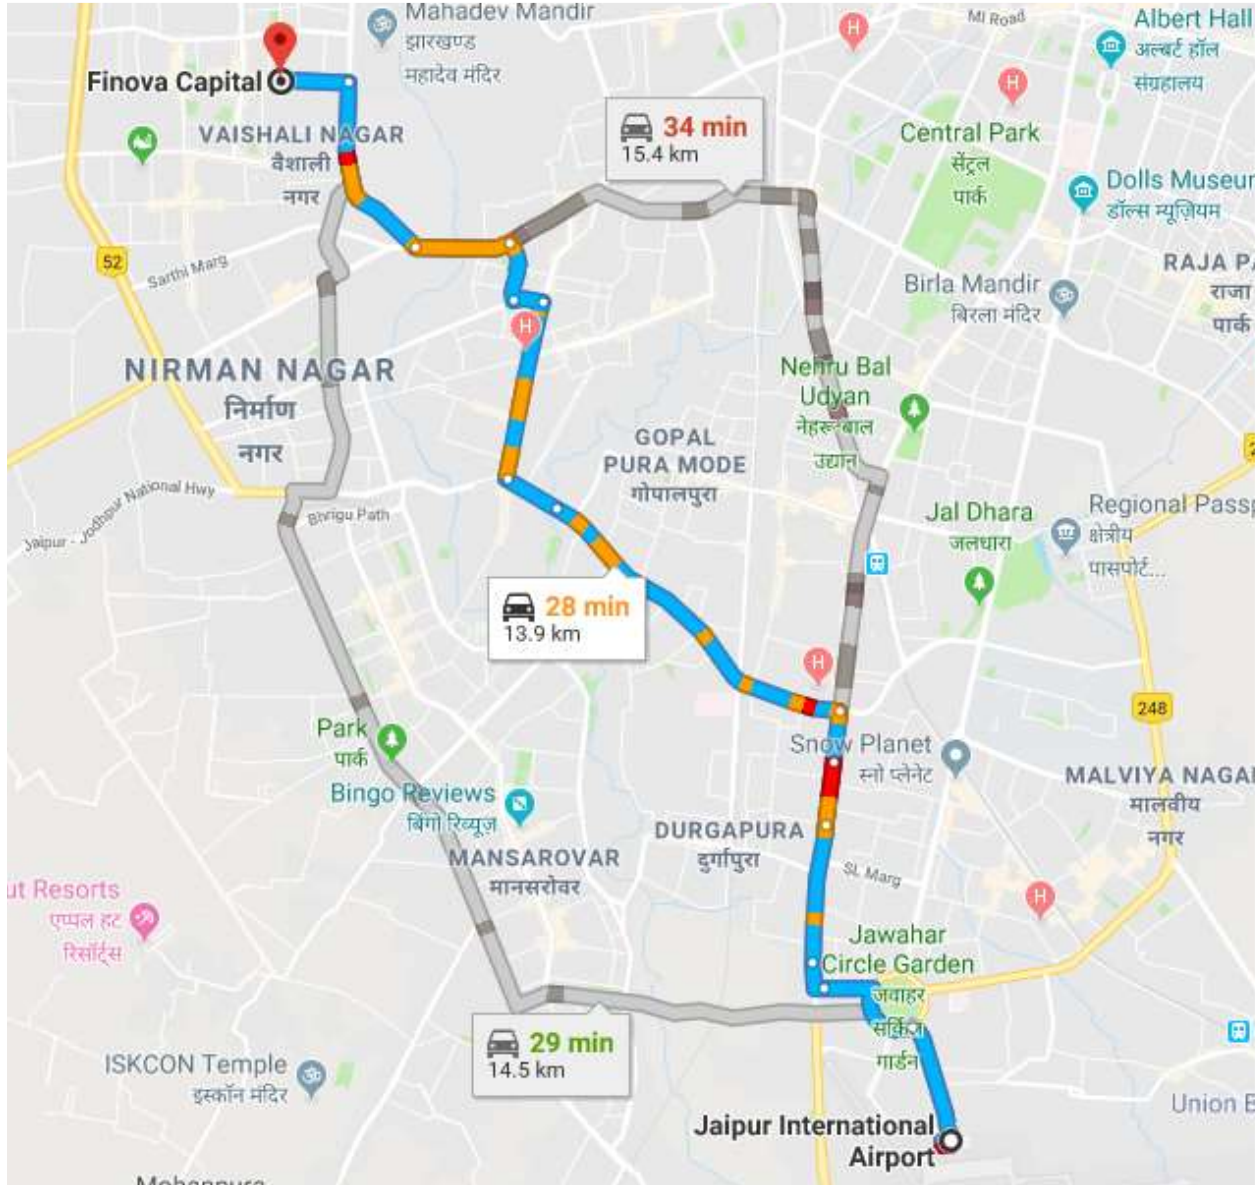 Mahadev Mandir
झारखण्ड
महादेव मंदिर
MI Road
Albert Hall
अल्बर्ट हॉल
संग्रहालय
Finova Capital
VAISHALI NAGAR
वैशाली
नगर
34 min
15.4 km
Central Park
सेंट्रल
पार्क
Dolls Museum
डॉल्स म्यूज़ियम
52
Sarthi Marg
Birla Mandir
बिरला मंदिर
RAJA PA
राजा
पार्क
NIRMAN NAGAR
निर्माण
नगर
Nehru Bal
Udyan
नेहरू बाल
उद्यान
GOPAL
PURA MODE
गोपालपुरा
2
Jaipur - Jodhpur National Hwy
Bhrigu Path
Jal Dhara
जलधारा
Regional Passp
क्षेत्रीय
पासपोर्ट...
28 min
13.9 km
248
Park
पार्क
Snow Planet
स्नो प्लेनेट
Bingo Reviews
बिंगो रिव्यूज़
MALVIYA NAGAR
मालवीय
नगर
DURGAPURA
दुर्गापुरा
MANSAROVAR
मानसरोवर
SL Marg
ut Resorts
एप्पल हट
रिसॉर्ट्स
Jawahar
Circle Garden
जवाहर
सर्किल
गार्डन
29 min
14.5 km
ISKCON Temple
इस्कॉन मंदिर
Union B
Jaipur International
Airport
H
H
H
H
H